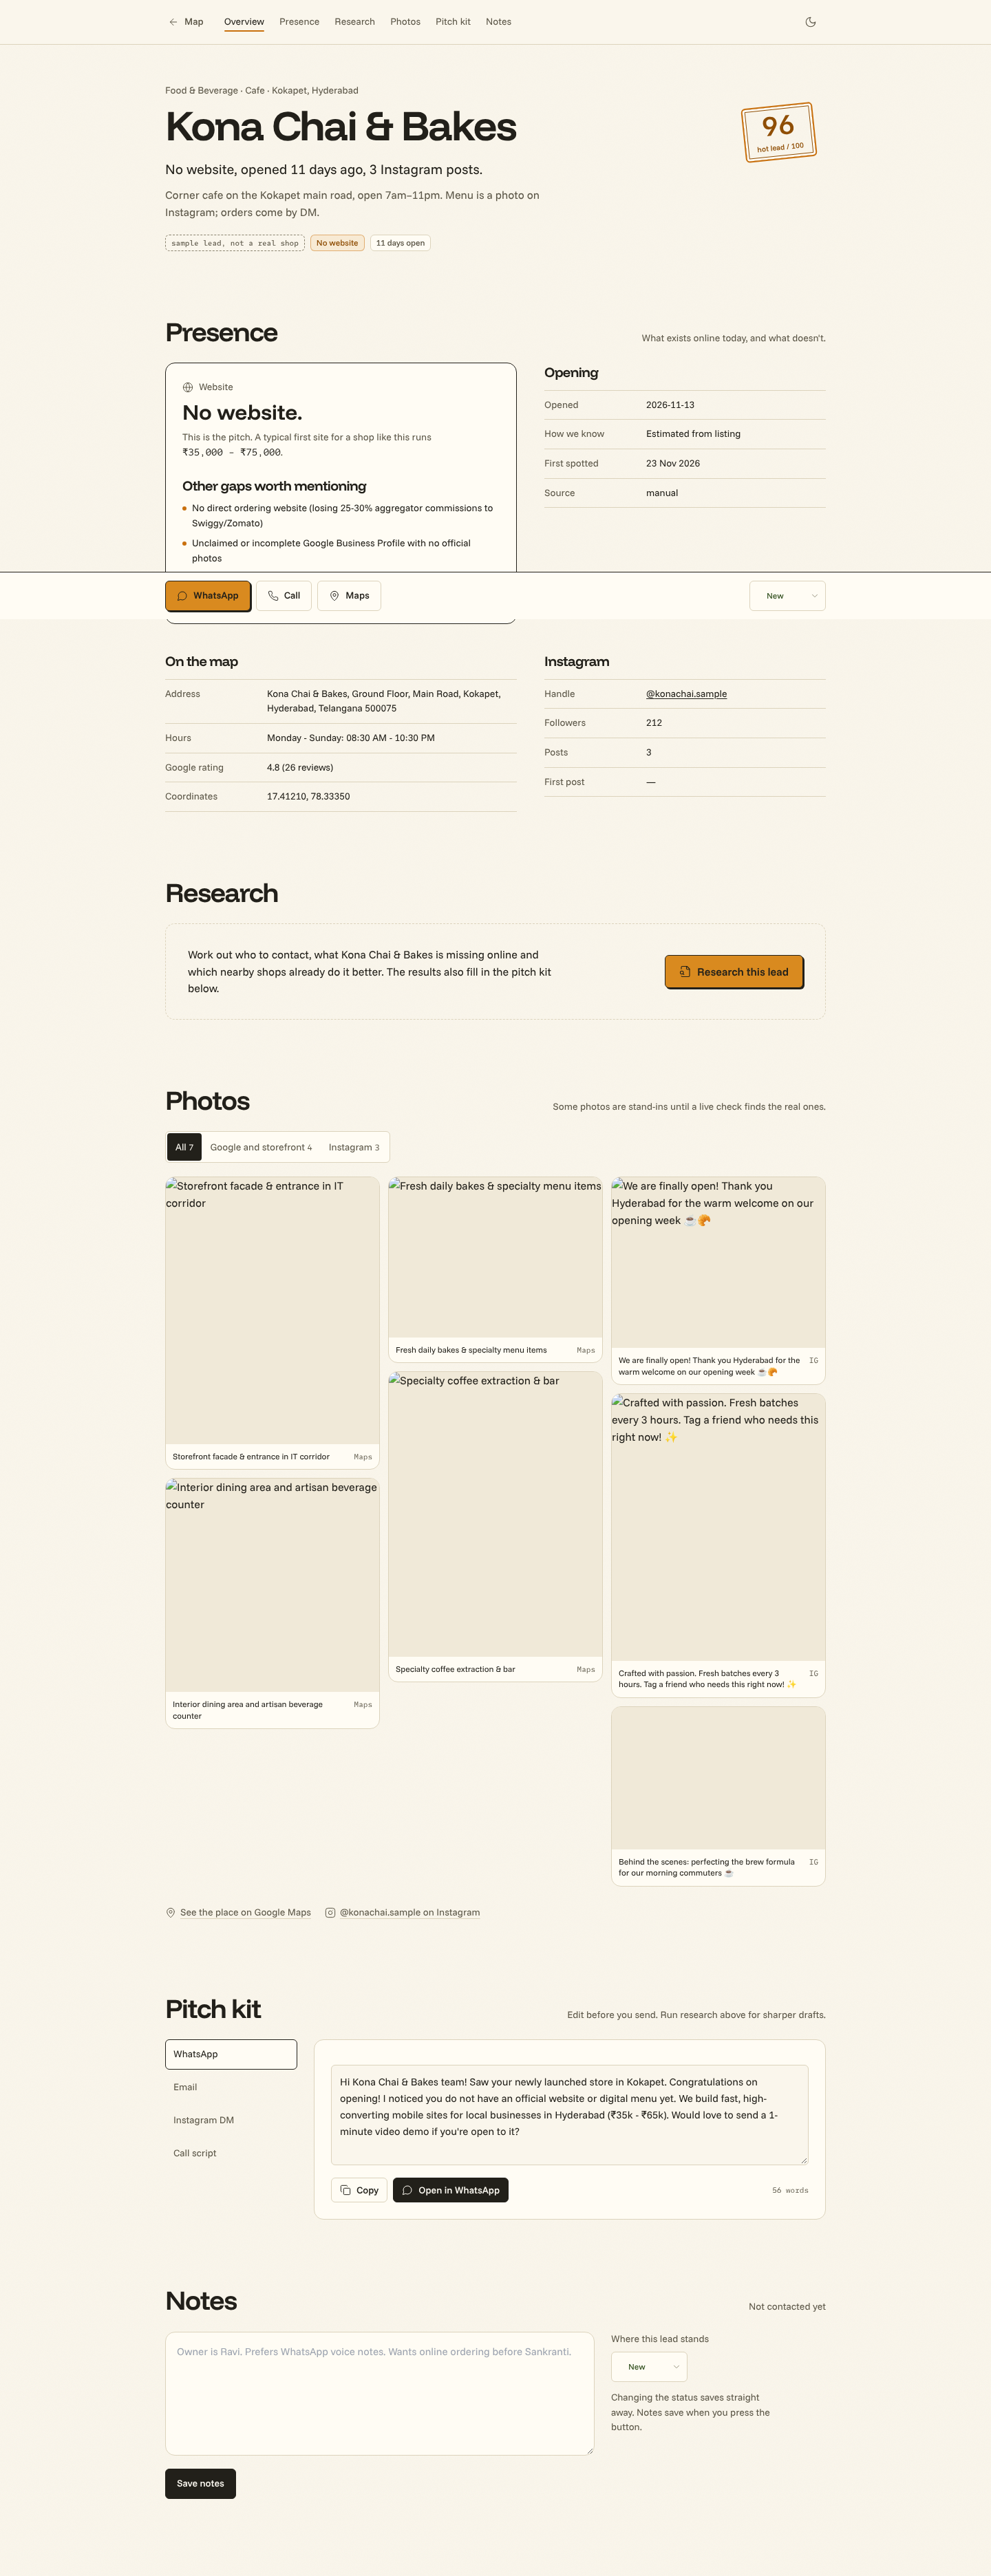 Map
Overview
Presence
Research
Photos
Pitch kit
Notes
Food & Beverage · Cafe · Kokapet, Hyderabad
Kona Chai & Bakes
96
hot lead / 100
No website, opened 11 days ago, 3 Instagram posts.
Corner cafe on the Kokapet main road, open 7am–11pm. Menu is a photo on
Instagram; orders come by DM.
sample lead, not a real shop
No website
11 days open
Presence
What exists online today, and what doesn't.
Website
No website.
This is the pitch. A typical first site for a shop like this runs
₹35,000 – ₹75,000.
Other gaps worth mentioning
No direct ordering website (losing 25-30% aggregator commissions to
Swiggy/Zomato)
Unclaimed or incomplete Google Business Profile with no official
photos
Opening
Opened 2026-11-13
How we know Estimated from listing
First spotted 23 Nov 2026
Source manual
WhatsApp
Call
Maps
New
On the map
Address Kona Chai & Bakes, Ground Floor, Main Road, Kokapet,
Hyderabad, Telangana 500075
Hours Monday - Sunday: 08:30 AM - 10:30 PM
Google rating 4.8 (26 reviews)
Coordinates 17.41210, 78.33350
Instagram
Handle @konachai.sample
Followers 212
Posts 3
First post —
Research
Work out who to contact, what Kona Chai & Bakes is missing online and
which nearby shops already do it better. The results also fill in the pitch kit
below.
Research this lead
Photos
Some photos are stand-ins until a live check finds the real ones.
All 7
Google and storefront 4
Instagram 3
Storefront facade & entrance in IT
corridor
Storefront facade & entrance in IT corridor Maps
Interior dining area and artisan beverage
counter
Interior dining area and artisan beverage Maps
counter
Fresh daily bakes & specialty menu items
Fresh daily bakes & specialty menu items Maps
Specialty coffee extraction & bar
Specialty coffee extraction & bar Maps
We are finally open! Thank you
Hyderabad for the warm welcome on our
opening week ☕🥐
We are finally open! Thank you Hyderabad for the IG
warm welcome on our opening week ☕🥐
Crafted with passion. Fresh batches
every 3 hours. Tag a friend who needs this
right now! ✨
Crafted with passion. Fresh batches every 3 IG
hours. Tag a friend who needs this right now! ✨
Behind the scenes: perfecting the brew formula IG
for our morning commuters ☕
See the place on Google Maps
@konachai.sample on Instagram
Pitch kit
Edit before you send. Run research above for sharper drafts.
WhatsApp
Email
Instagram DM
Call script
Hi Kona Chai & Bakes team! Saw your newly launched store in Kokapet. Congratulations on
opening! I noticed you do not have an official website or digital menu yet. We build fast, high-
converting mobile sites for local businesses in Hyderabad (₹35k - ₹65k). Would love to send a 1-
minute video demo if you're open to it?
Copy
Open in WhatsApp
56 words
Notes
Not contacted yet
Owner is Ravi. Prefers WhatsApp voice notes. Wants online ordering before Sankranti.
Where this lead stands
New
Changing the status saves straight
away. Notes save when you press the
button.
Save notes